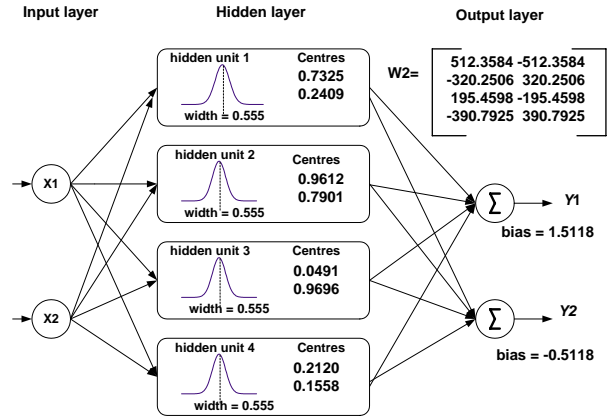 Input layer
Hidden layer
Output layer
hidden unit 1
Centres
0.7325
0.2409
width = 0.555
W2=
512.3584 -512.3584
-320.2506 320.2506
195.4598 -195.4598
-390.7925 390.7925
X1
hidden unit 2
Centres
0.9612
0.7901
width = 0.555
Σ
Y1
bias = 1.5118
hidden unit 3
Centres
0.0491
0.9696
width = 0.555
X2
Σ
Y2
bias = -0.5118
hidden unit 4
Centres
0.2120
0.1558
width = 0.555